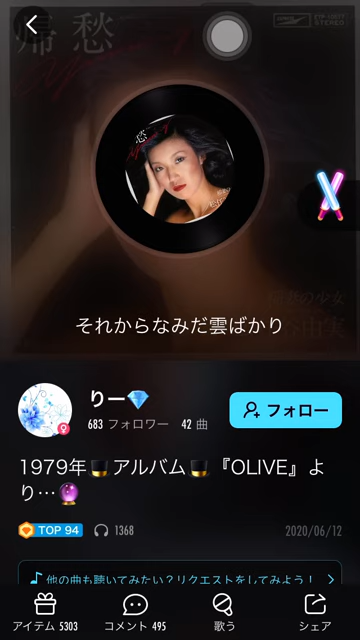 帰愁
ETP-10577
STEREO
愁
それからなみだ雲ばかり
りー💎
683 フォロワー 42 曲
フォロー
1979年🎩アルバム🎩『OLIVE』よ
り…🔮
TOP 94 1368 2020/06/12
他の曲も聴いてみたい？リクエストをしてみよう！
アイテム 5303 コメント 495 歌う シェア